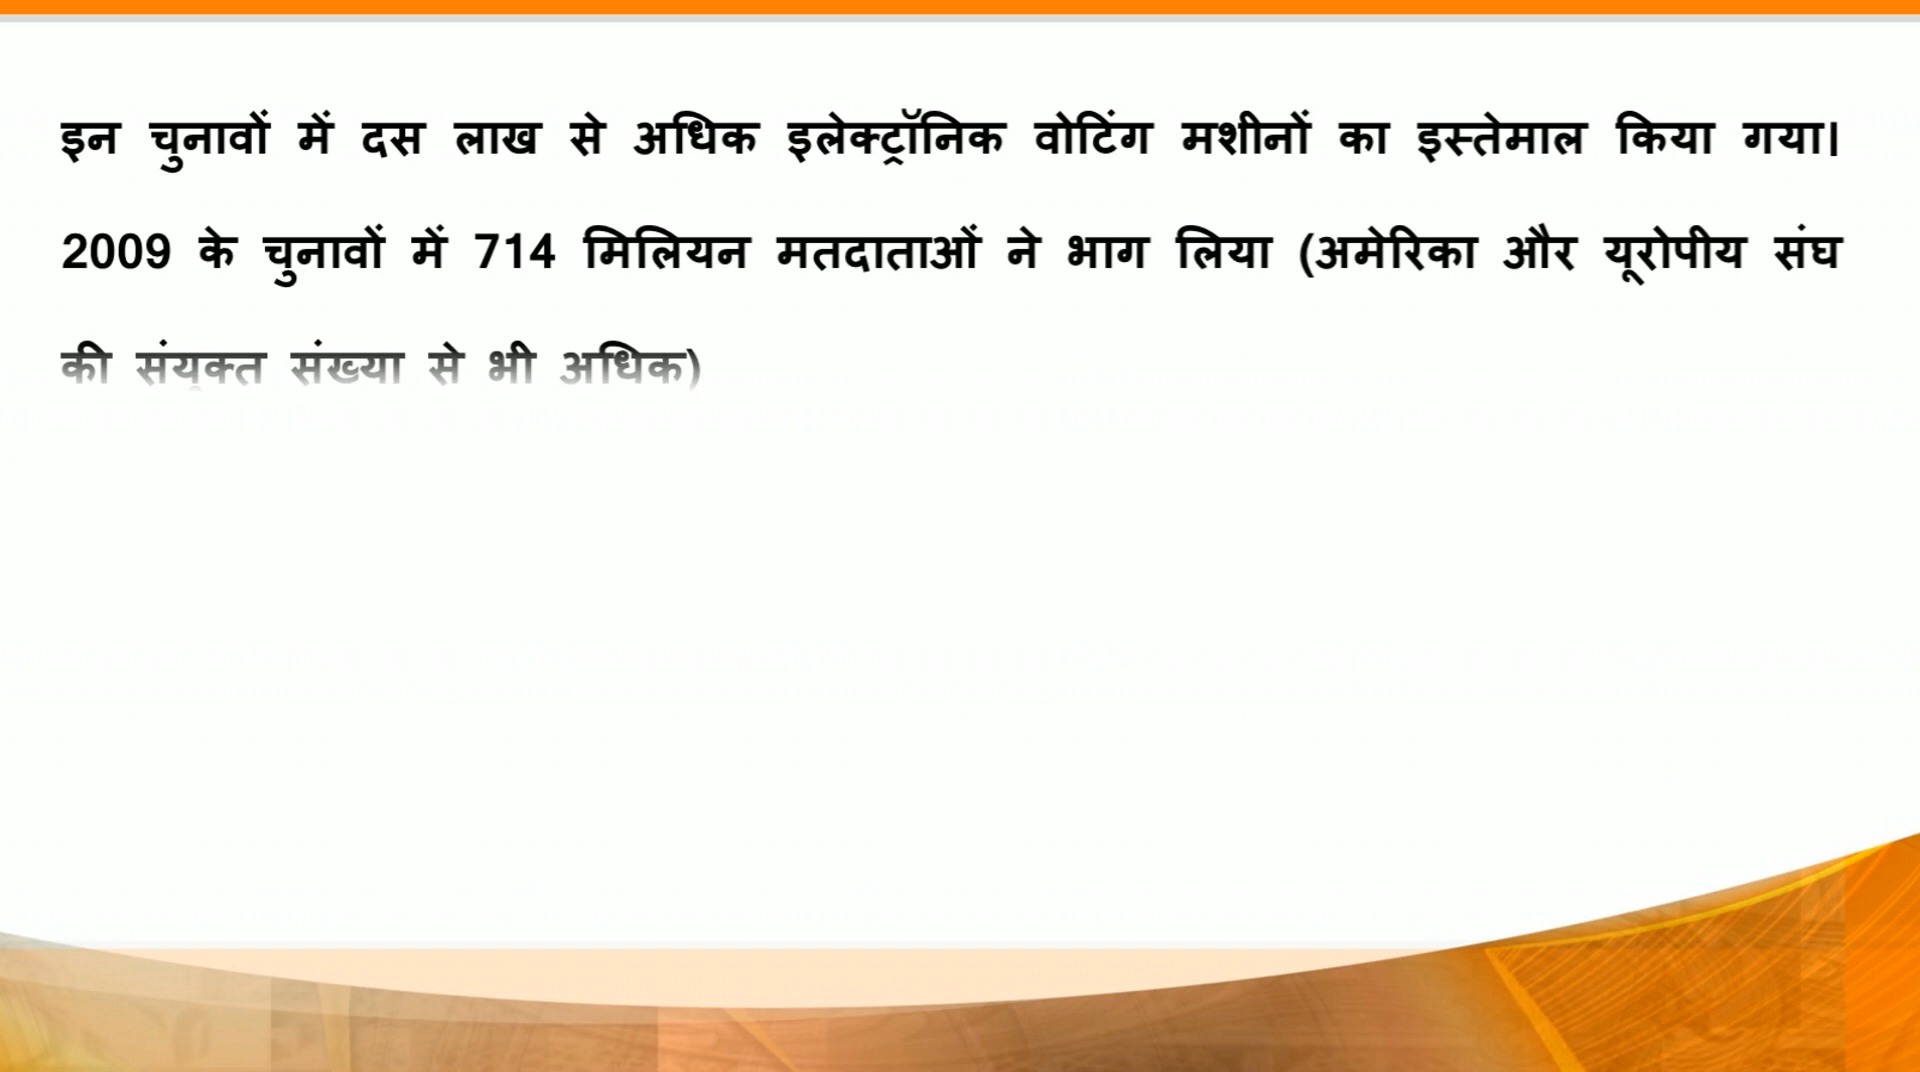 इन चुनावों में दस लाख से अधिक इलेक्ट्रॉनिक वोटिंग मशीनों का इस्तेमाल किया गया।
2009 के चुनावों में 714 मिलियन मतदाताओं ने भाग लिया (अमेरिका और यूरोपीय संघ
की संयुक्त संख्या से भी अधिक)